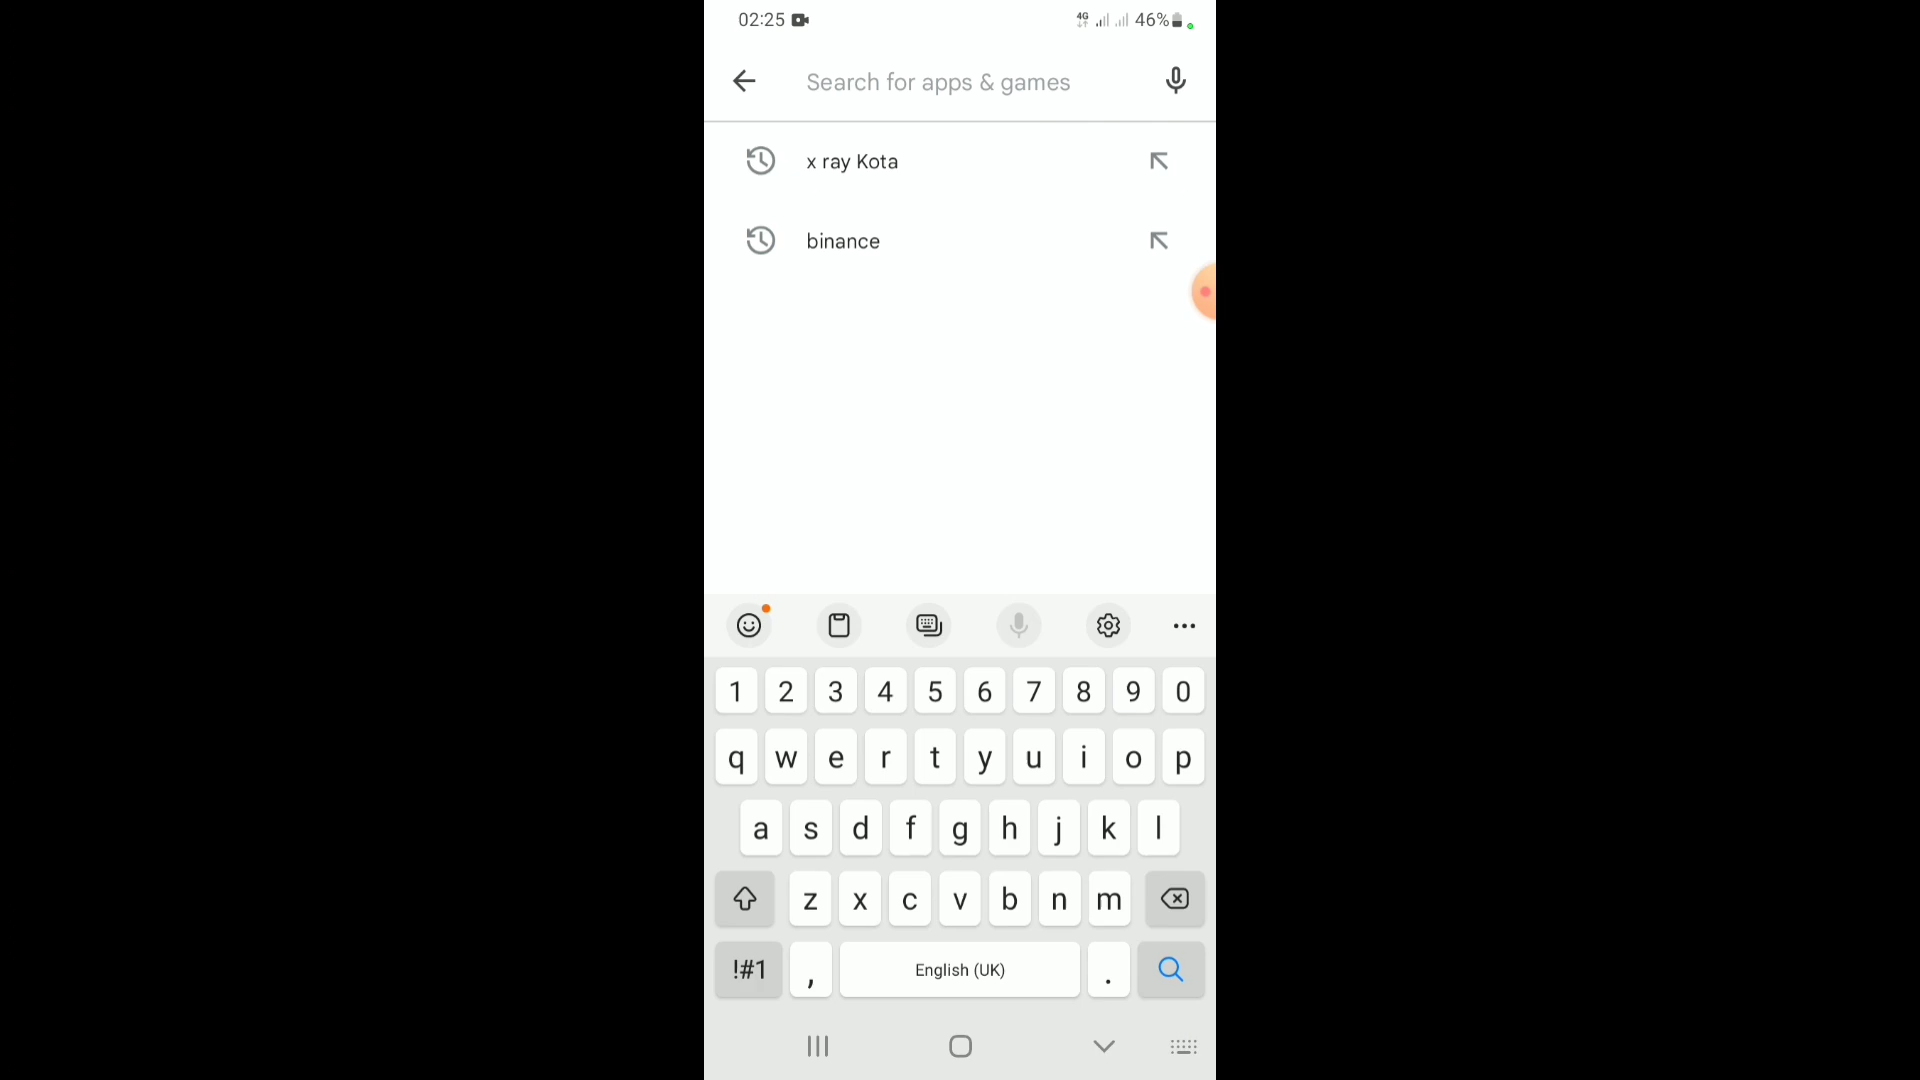 02:25 4G 46%
Search for apps & games
x ray Kota
binance
1 2 3 4 5 6 7 8 9 0
q w e r t y u i o p
a s d f g h j k l
z x c v b n m
!#1 , English (UK) .